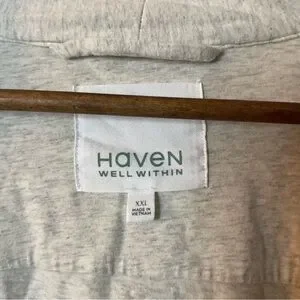 HaveN
WELL WITHIN
XXL
MADE IN
VIETNAM